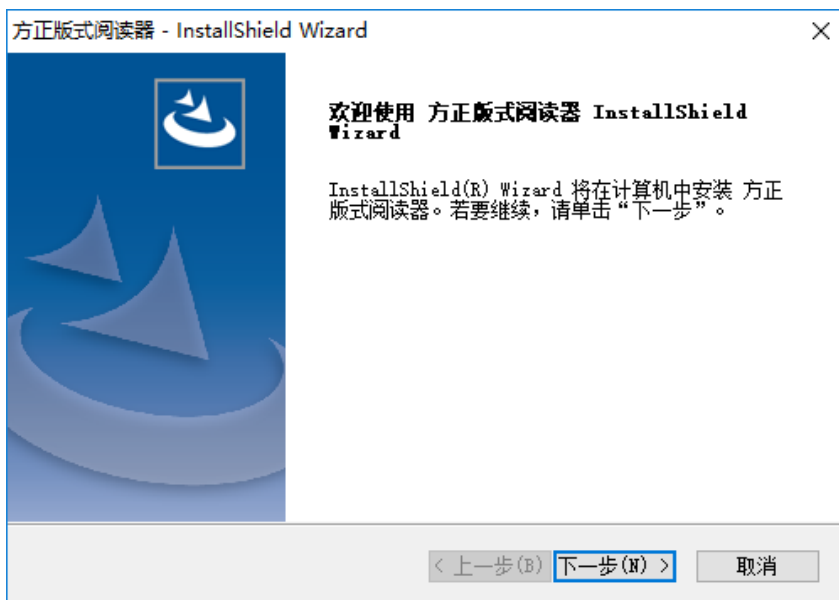 方正版式阅读器 - InstallShield Wizard
欢迎使用 方正版式阅读器 InstallShield
Wizard
InstallShield(R) Wizard 将在计算机中安装 方正
版式阅读器。若要继续，请单击“下一步”。
< 上一步(B)
下一步(N) >
取消